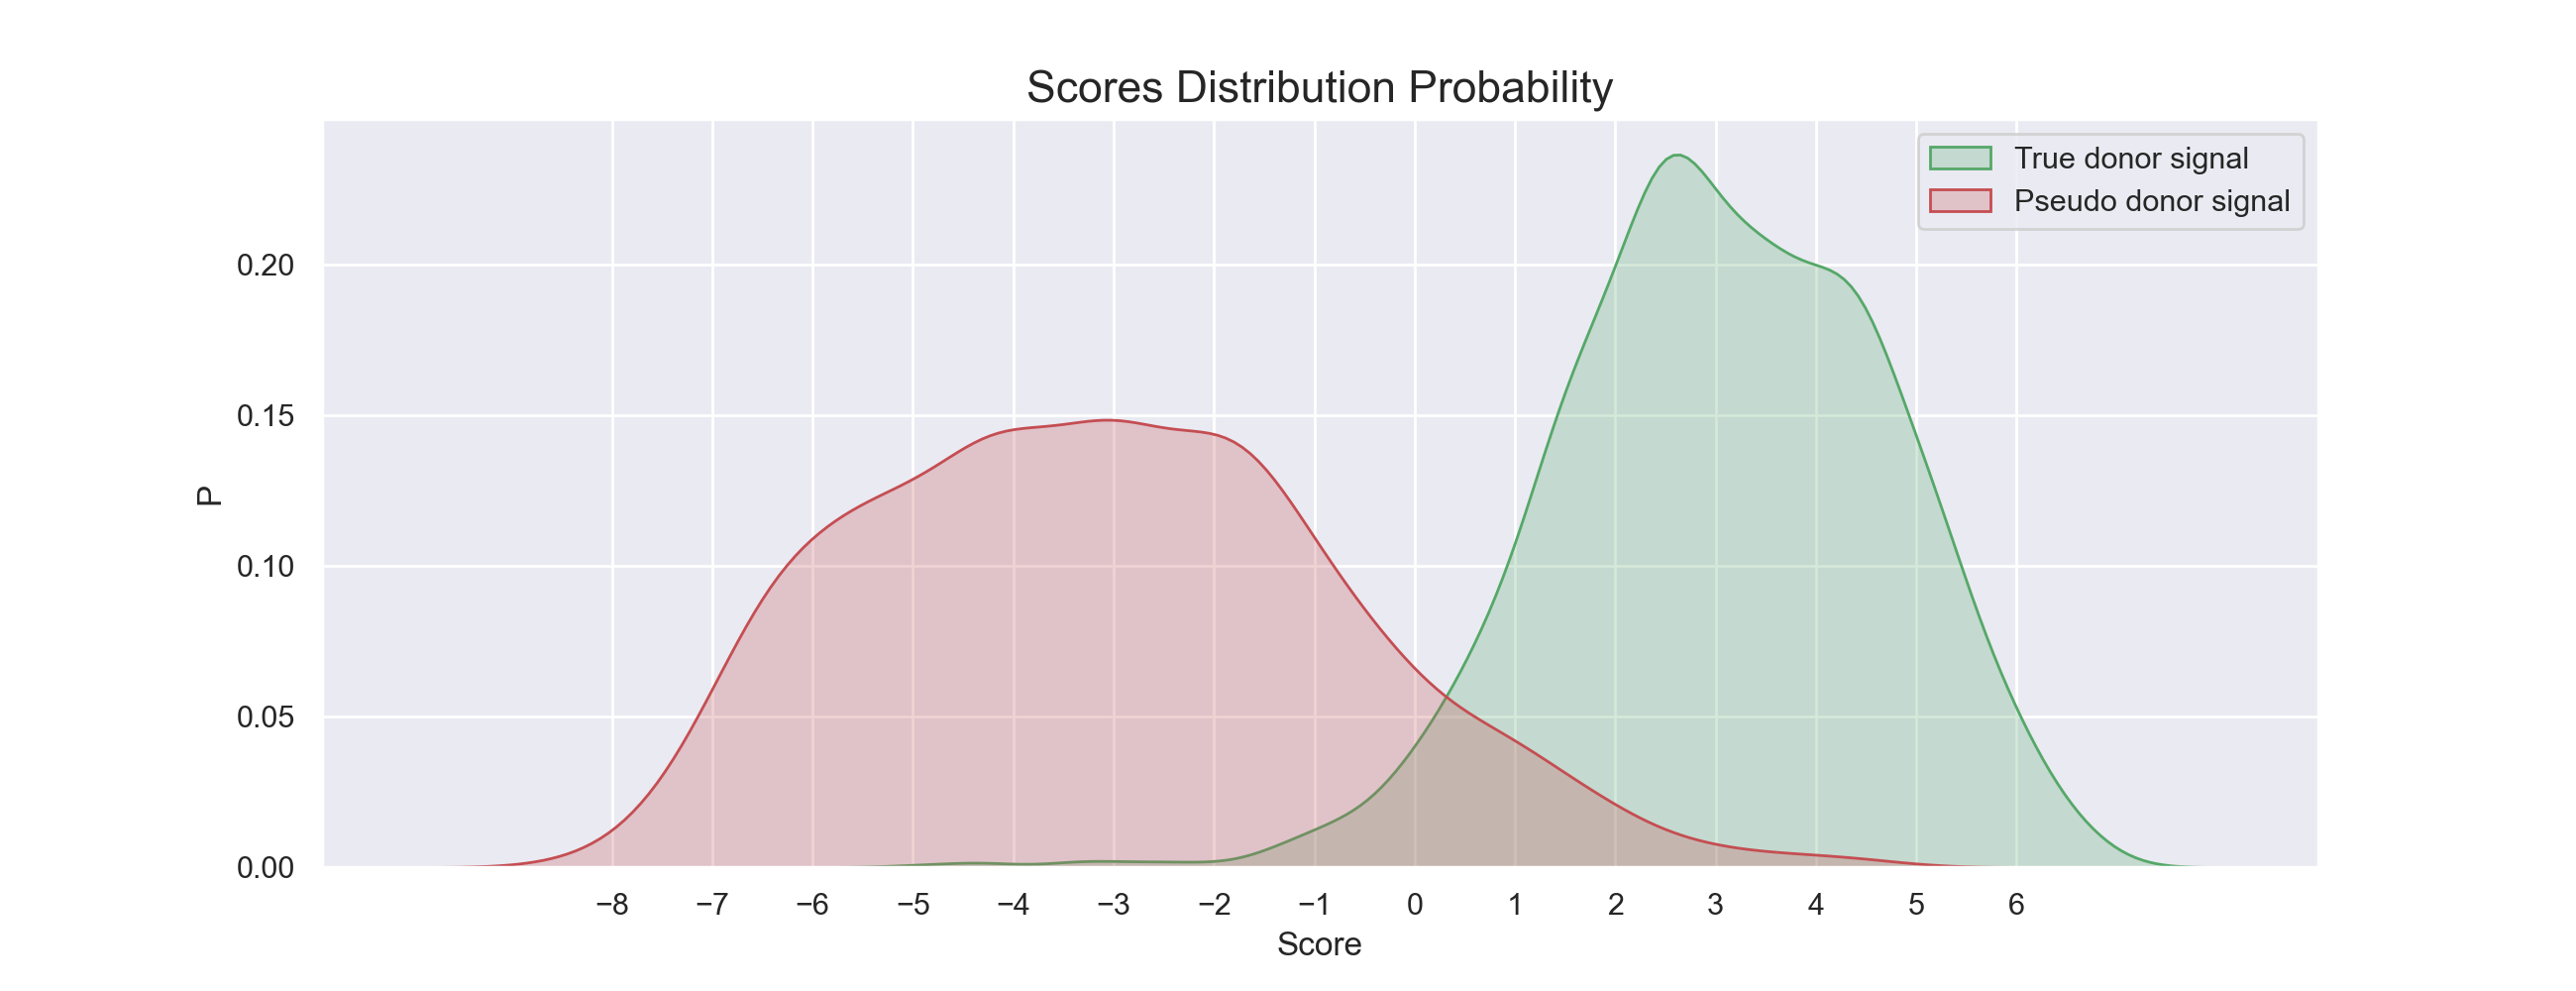 Scores Distribution Probability
True donor signal
Pseudo donor signal
0.20
0.15
0.10
0.05
0.00
P
−8 −7 −6 −5 −4 −3 −2 −1 0 1 2 3 4 5 6
Score